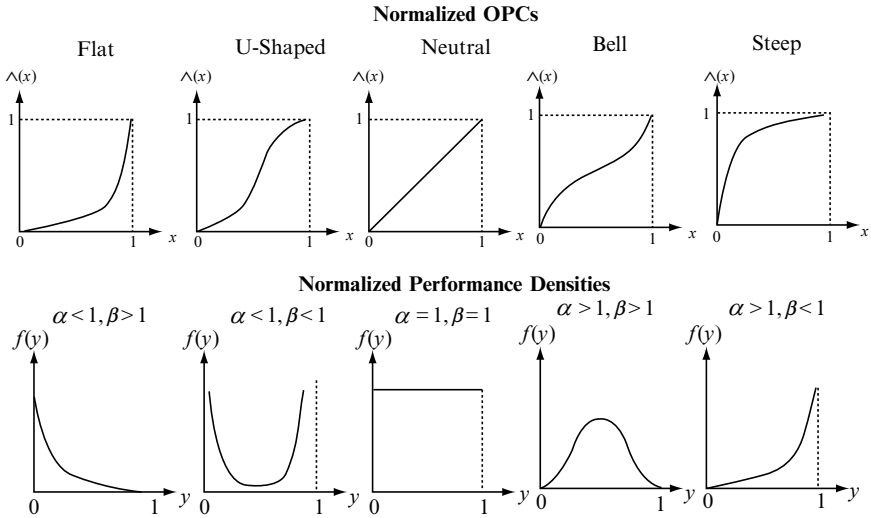 Normalized OPCs
Flat U-Shaped Neutral Bell Steep
^(x) ^(x) ^(x) ^(x) ^(x)
1 1 1 1 1
0 1 x 0 1 x 0 1 x 0 1 x 0 1 x
Normalized Performance Densities
α<1, β>1 α<1, β<1 α=1, β=1 α>1, β>1 α>1, β<1
f(y) f(y) f(y) f(y) f(y)
0 1 y 0 1 y 0 1 y 0 1 y 0 1 y